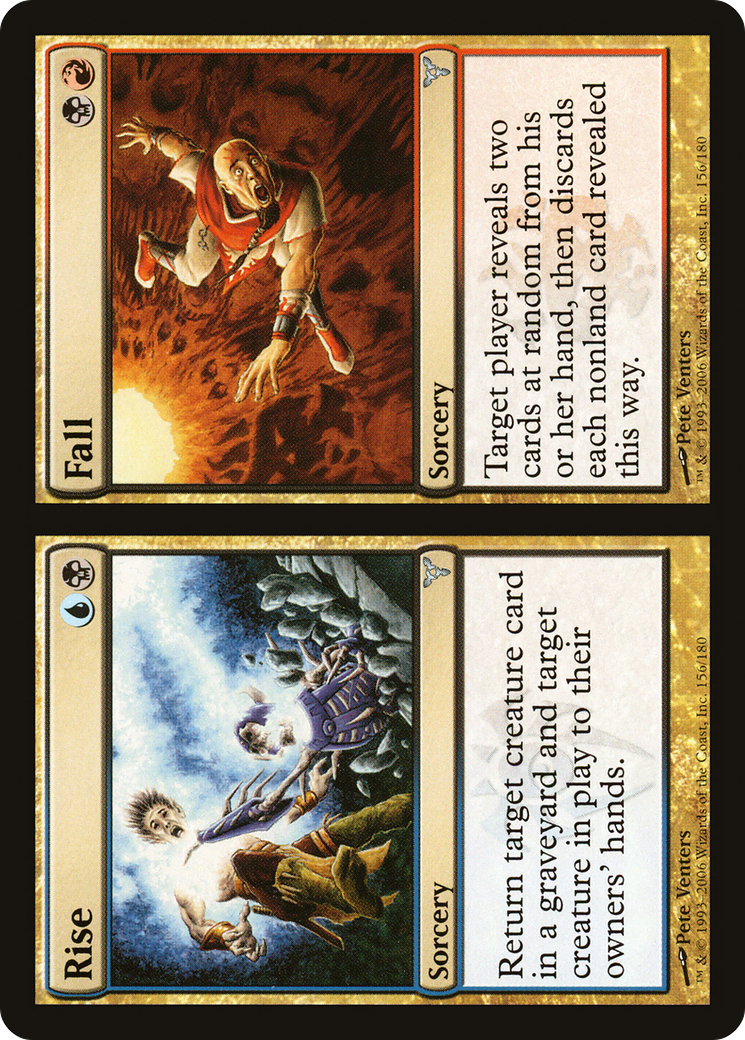 Rise
Sorcery
Return target creature card
in a graveyard and target
creature in play to their
owners' hands.
Pete Venters
™ & © 1993–2006 Wizards of the Coast, Inc. 156/180
Fall
Sorcery
Target player reveals two
cards at random from his
or her hand, then discards
each nonland card revealed
this way.
Pete Venters
™ & © 1993–2006 Wizards of the Coast, Inc. 156/180